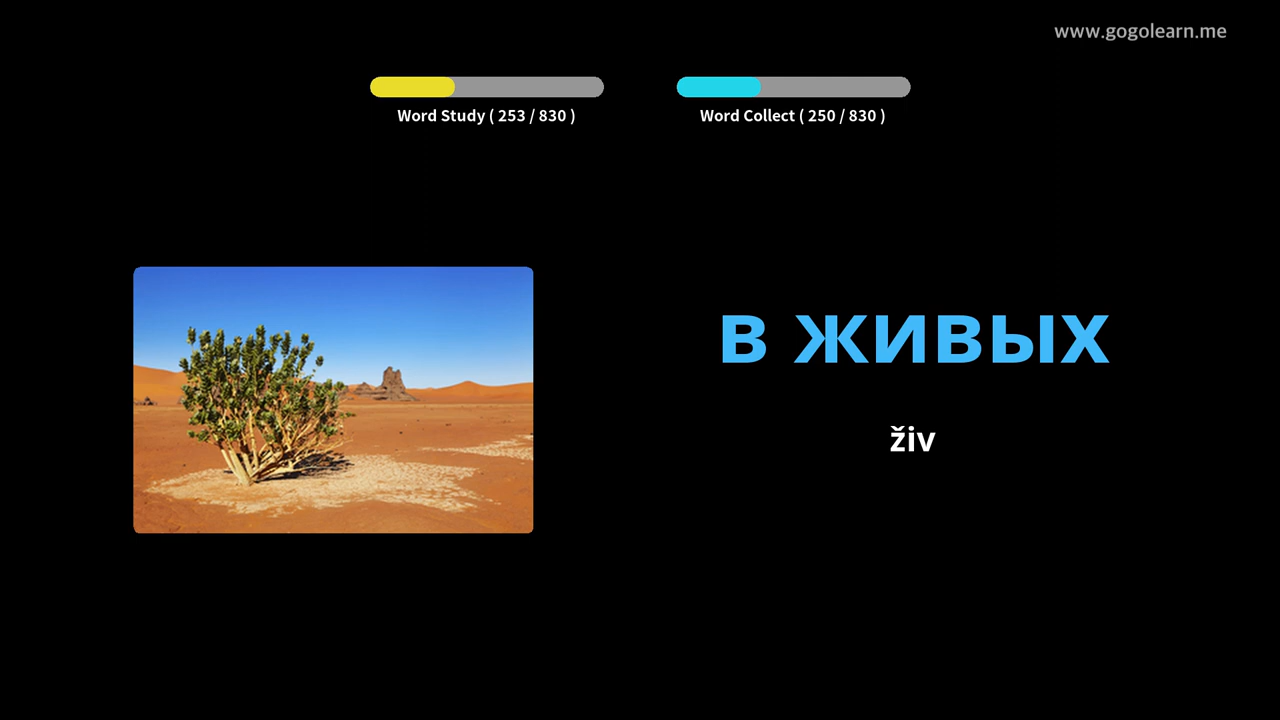 www.gogolearn.me
Word Study ( 253 / 830 )
Word Collect ( 250 / 830 )
в живых
živ